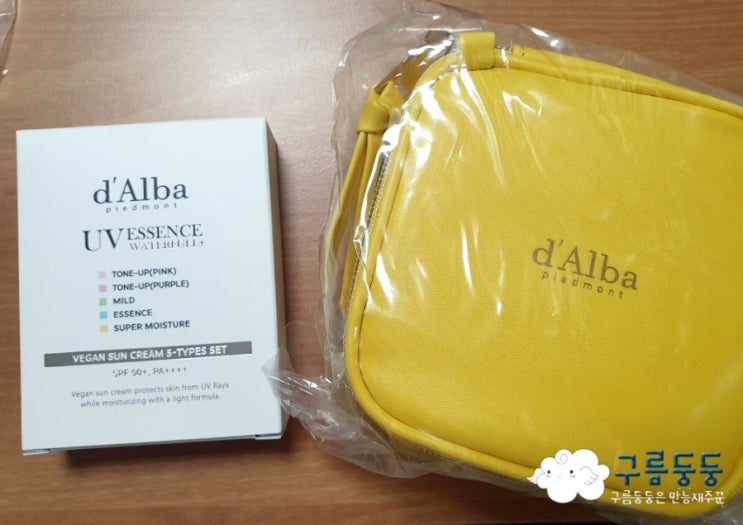 d'Alba
piedmont
UV ESSENCE
WATERFULL+
TONE-UP(PINK)
TONE-UP(PURPLE)
MILD
ESSENCE
SUPER MOISTURE
VEGAN SUN CREAM 5-TYPES SET
SPF 50+, PA++++
Vegan sun cream protects skin from UV Rays
while moisturizing with a light formula.
d'Alba
piedmont
구름둥둥
구름둥둥은 만능재주꾼